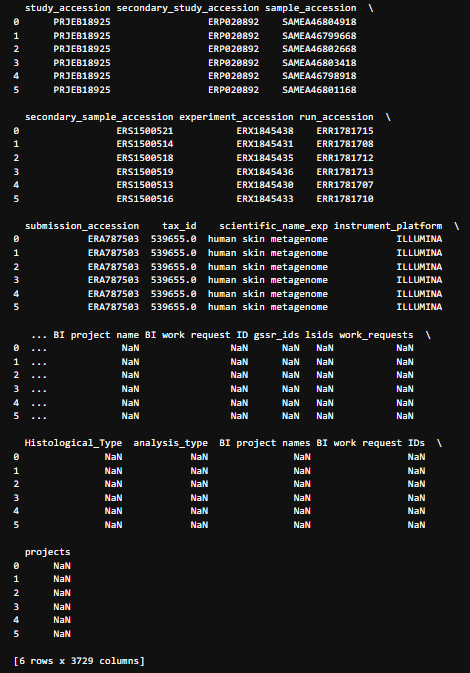 study_accession secondary_study_accession sample_accession \
0 PRJEB18925 ERP020892 SAMEA46804918
1 PRJEB18925 ERP020892 SAMEA46799668
2 PRJEB18925 ERP020892 SAMEA46802668
3 PRJEB18925 ERP020892 SAMEA46803418
4 PRJEB18925 ERP020892 SAMEA46798918
5 PRJEB18925 ERP020892 SAMEA46801168
secondary_sample_accession experiment_accession run_accession \
0 ERS1500521 ERX1845438 ERR1781715
1 ERS1500514 ERX1845431 ERR1781708
2 ERS1500518 ERX1845435 ERR1781712
3 ERS1500519 ERX1845436 ERR1781713
4 ERS1500513 ERX1845430 ERR1781707
5 ERS1500516 ERX1845433 ERR1781710
submission_accession tax_id scientific_name_exp instrument_platform \
0 ERA787503 539655.0 human skin metagenome ILLUMINA
1 ERA787503 539655.0 human skin metagenome ILLUMINA
2 ERA787503 539655.0 human skin metagenome ILLUMINA
3 ERA787503 539655.0 human skin metagenome ILLUMINA
4 ERA787503 539655.0 human skin metagenome ILLUMINA
5 ERA787503 539655.0 human skin metagenome ILLUMINA
... BI project name BI work request ID gssr_ids lsids work_requests \
0 ... NaN NaN NaN NaN NaN
1 ... NaN NaN NaN NaN NaN
2 ... NaN NaN NaN NaN NaN
3 ... NaN NaN NaN NaN NaN
4 ... NaN NaN NaN NaN NaN
5 ... NaN NaN NaN NaN NaN
Histological_Type analysis_type BI project names BI work request IDs \
0 NaN NaN NaN NaN
1 NaN NaN NaN NaN
2 NaN NaN NaN NaN
3 NaN NaN NaN NaN
4 NaN NaN NaN NaN
5 NaN NaN NaN NaN
projects
0 NaN
1 NaN
2 NaN
3 NaN
4 NaN
5 NaN
[6 rows x 3729 columns]